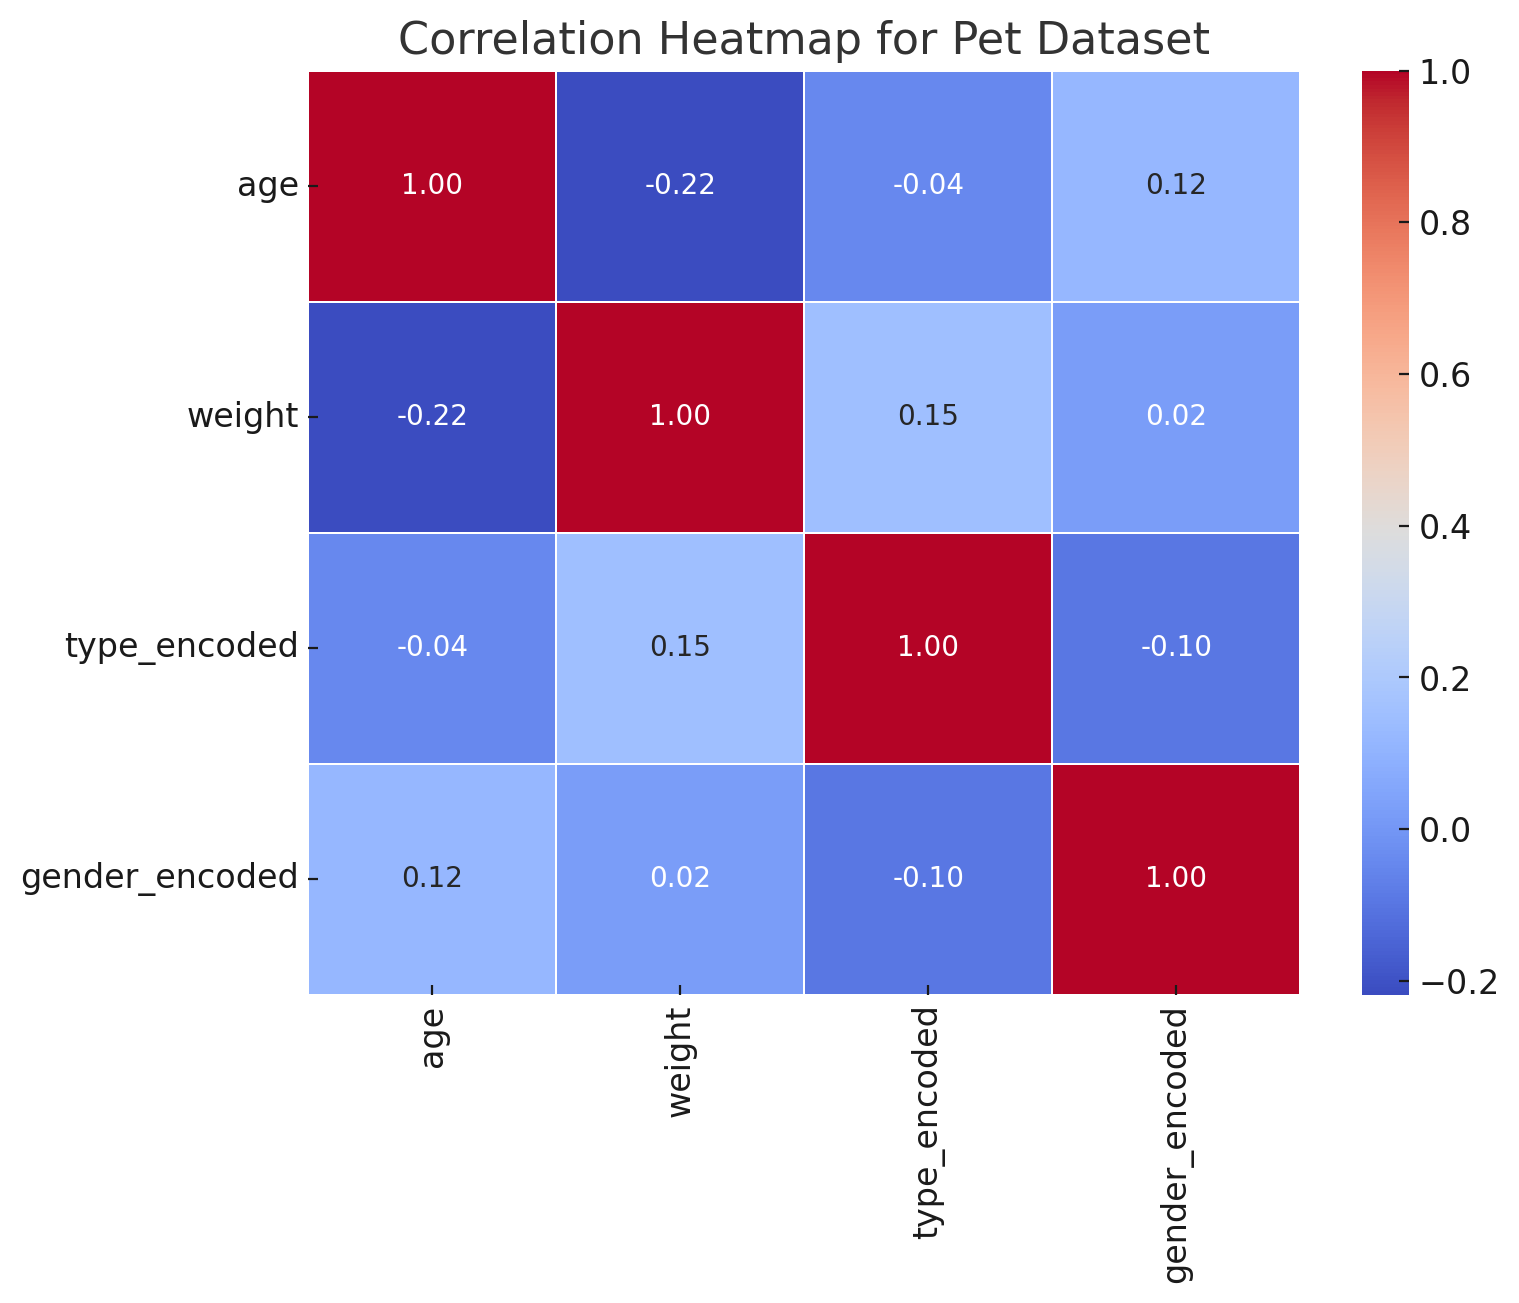 Correlation Heatmap for Pet Dataset
age 1.00 -0.22 -0.04 0.12
weight -0.22 1.00 0.15 0.02
type_encoded -0.04 0.15 1.00 -0.10
gender_encoded 0.12 0.02 -0.10 1.00
age weight type_encoded gender_encoded
1.0
0.8
0.6
0.4
0.2
0.0
−0.2